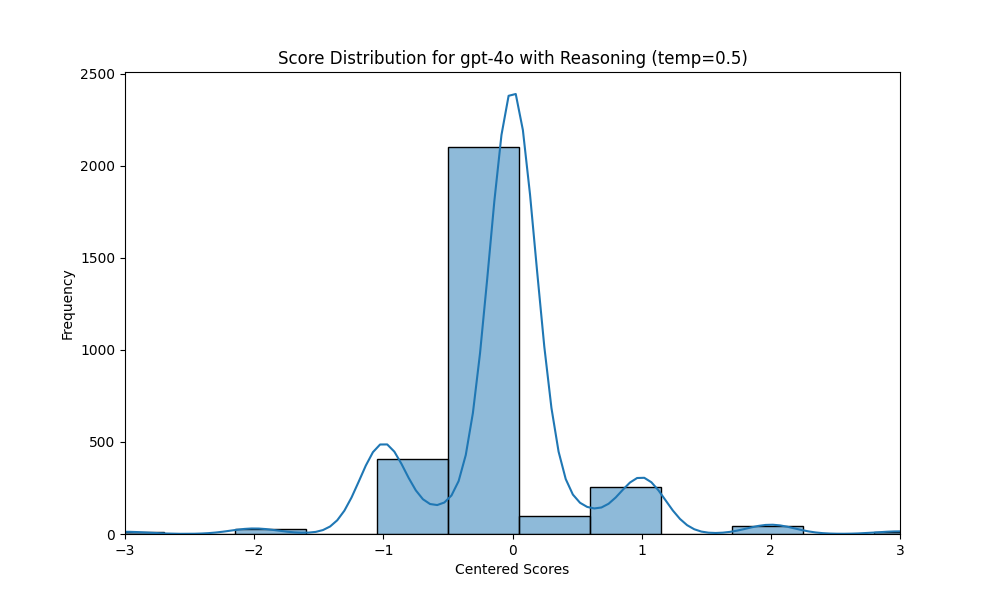 Score Distribution for gpt-4o with Reasoning (temp=0.5)
2500
2000
1500
1000
500
0
Frequency
−3 −2 −1 0 1 2 3
Centered Scores